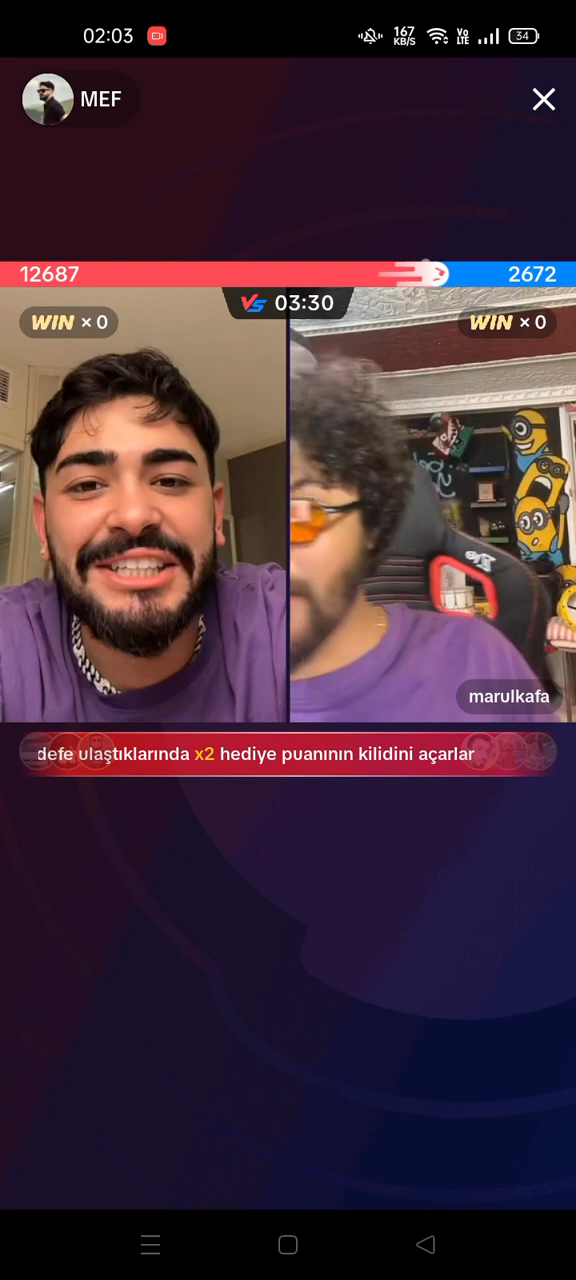 02:03
167
KB/S
Vo
LTE
34
MEF
12687
2672
VS 03:30
WIN × 0
WIN × 0
marulkafa
defe ulaştıklarında x2 hediye puanının kilidini açarlar